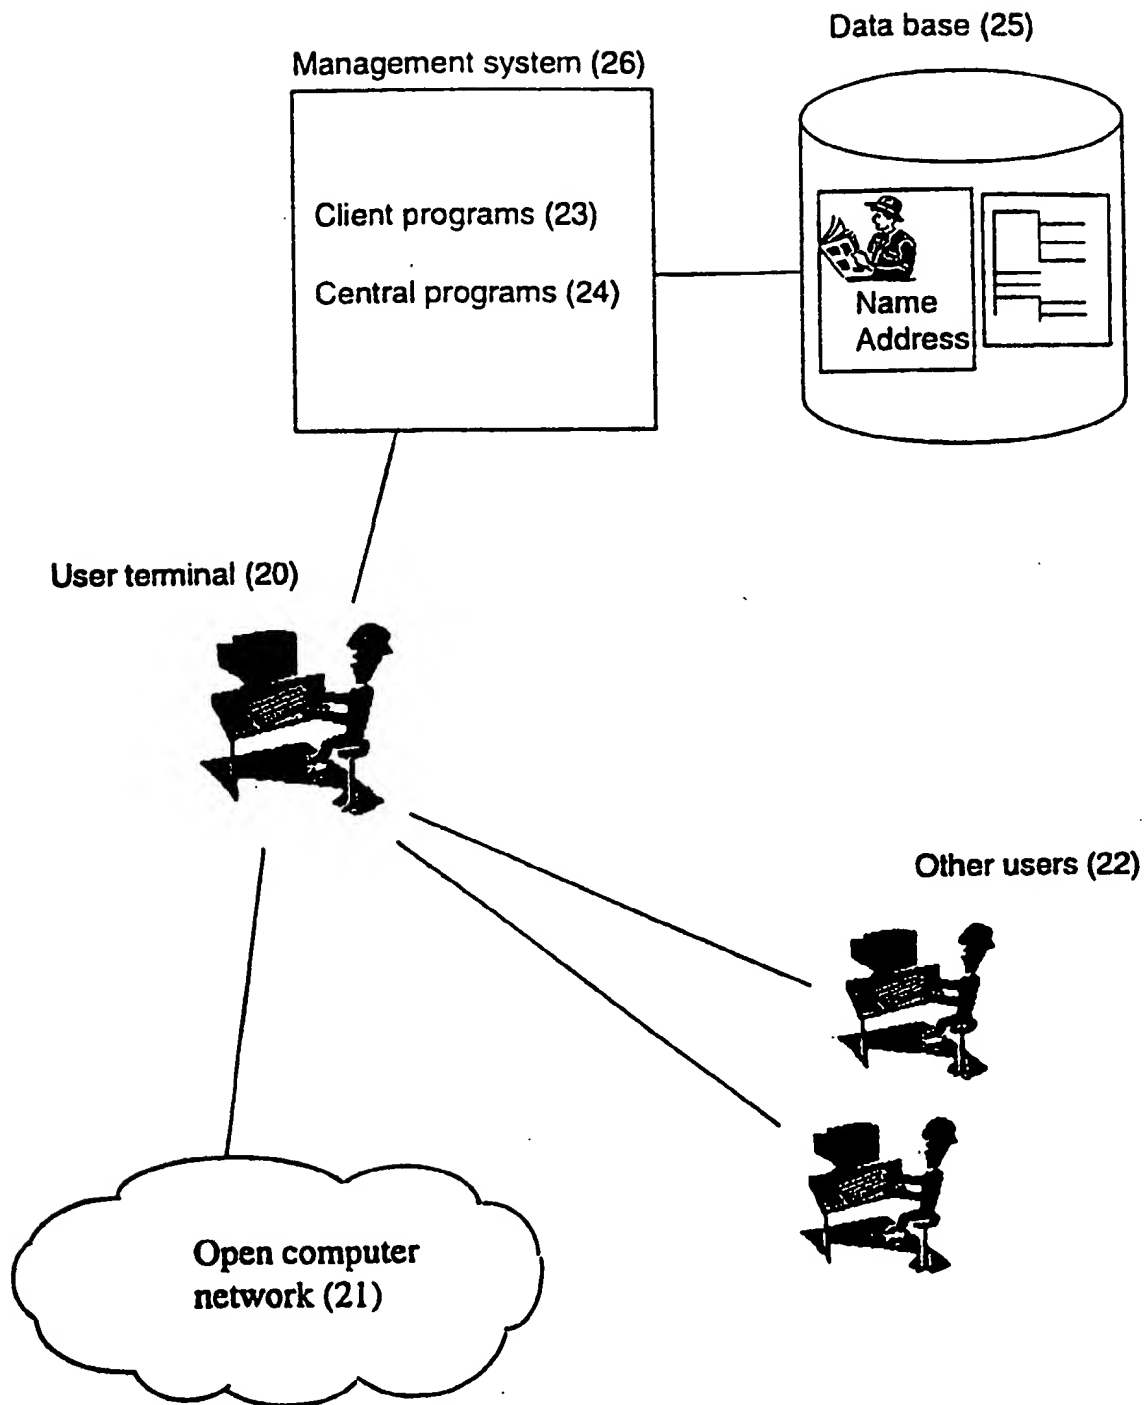 Data base (25)
Management system (26)
Client programs (23)
Central programs (24)
Name
Address
User terminal (20)
Other users (22)
Open computer
network (21)